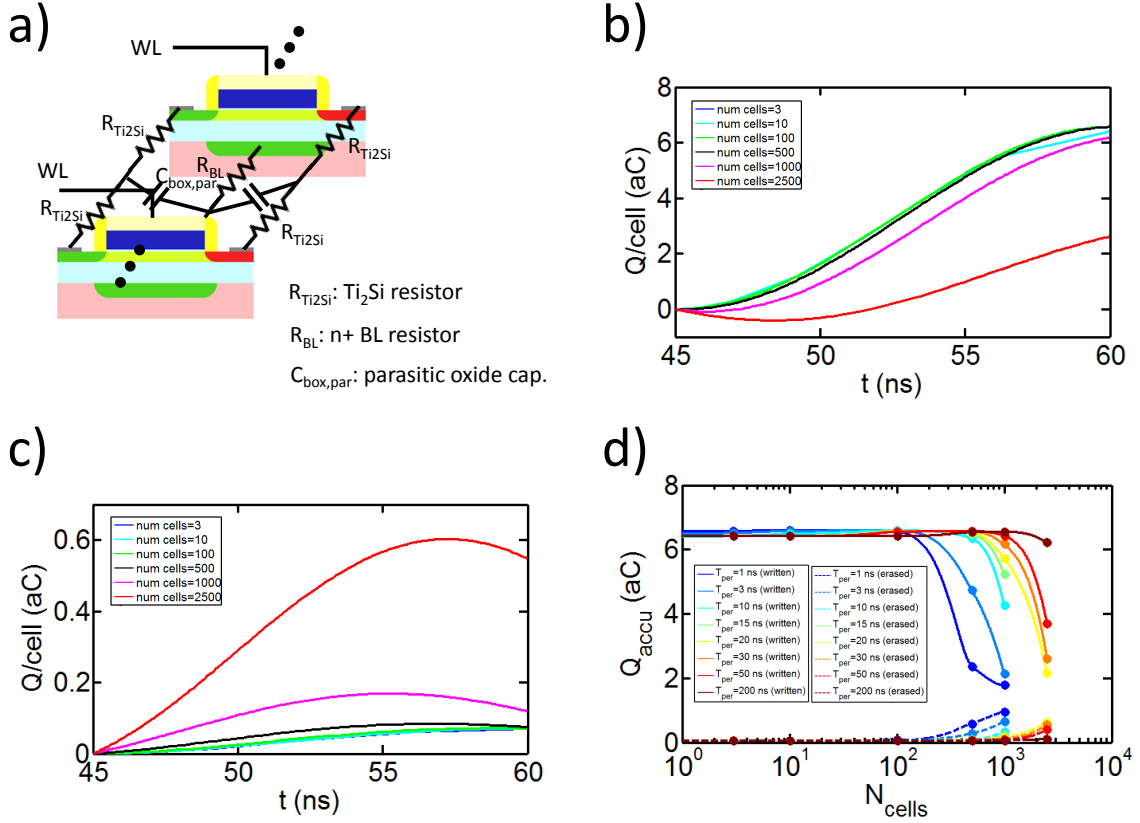 a)
WL
R_Ti2Si
R_Ti2Si
R_BL
WL
C_box,par
R_Ti2Si
R_Ti2Si
R_Ti2Si: Ti_2Si resistor
R_BL: n+ BL resistor
C_box,par: parasitic oxide cap.
b)
8
6
4
2
0
Q/cell (aC)
num cells=3
num cells=10
num cells=100
num cells=500
num cells=1000
num cells=2500
45
50
55
60
t (ns)
c)
0.6
0.4
0.2
0
Q/cell (aC)
num cells=3
num cells=10
num cells=100
num cells=500
num cells=1000
num cells=2500
45
50
55
60
t (ns)
d)
8
6
4
2
0
Q_accu (aC)
T_per=1 ns (written)
T_per=3 ns (written)
T_per=10 ns (written)
T_per=15 ns (written)
T_per=20 ns (written)
T_per=30 ns (written)
T_per=50 ns (written)
T_per=200 ns (written)
T_per=1 ns (erased)
T_per=3 ns (erased)
T_per=10 ns (erased)
T_per=15 ns (erased)
T_per=20 ns (erased)
T_per=30 ns (erased)
T_per=50 ns (erased)
T_per=200 ns (erased)
10^0
10^1
10^2
10^3
10^4
N_cells